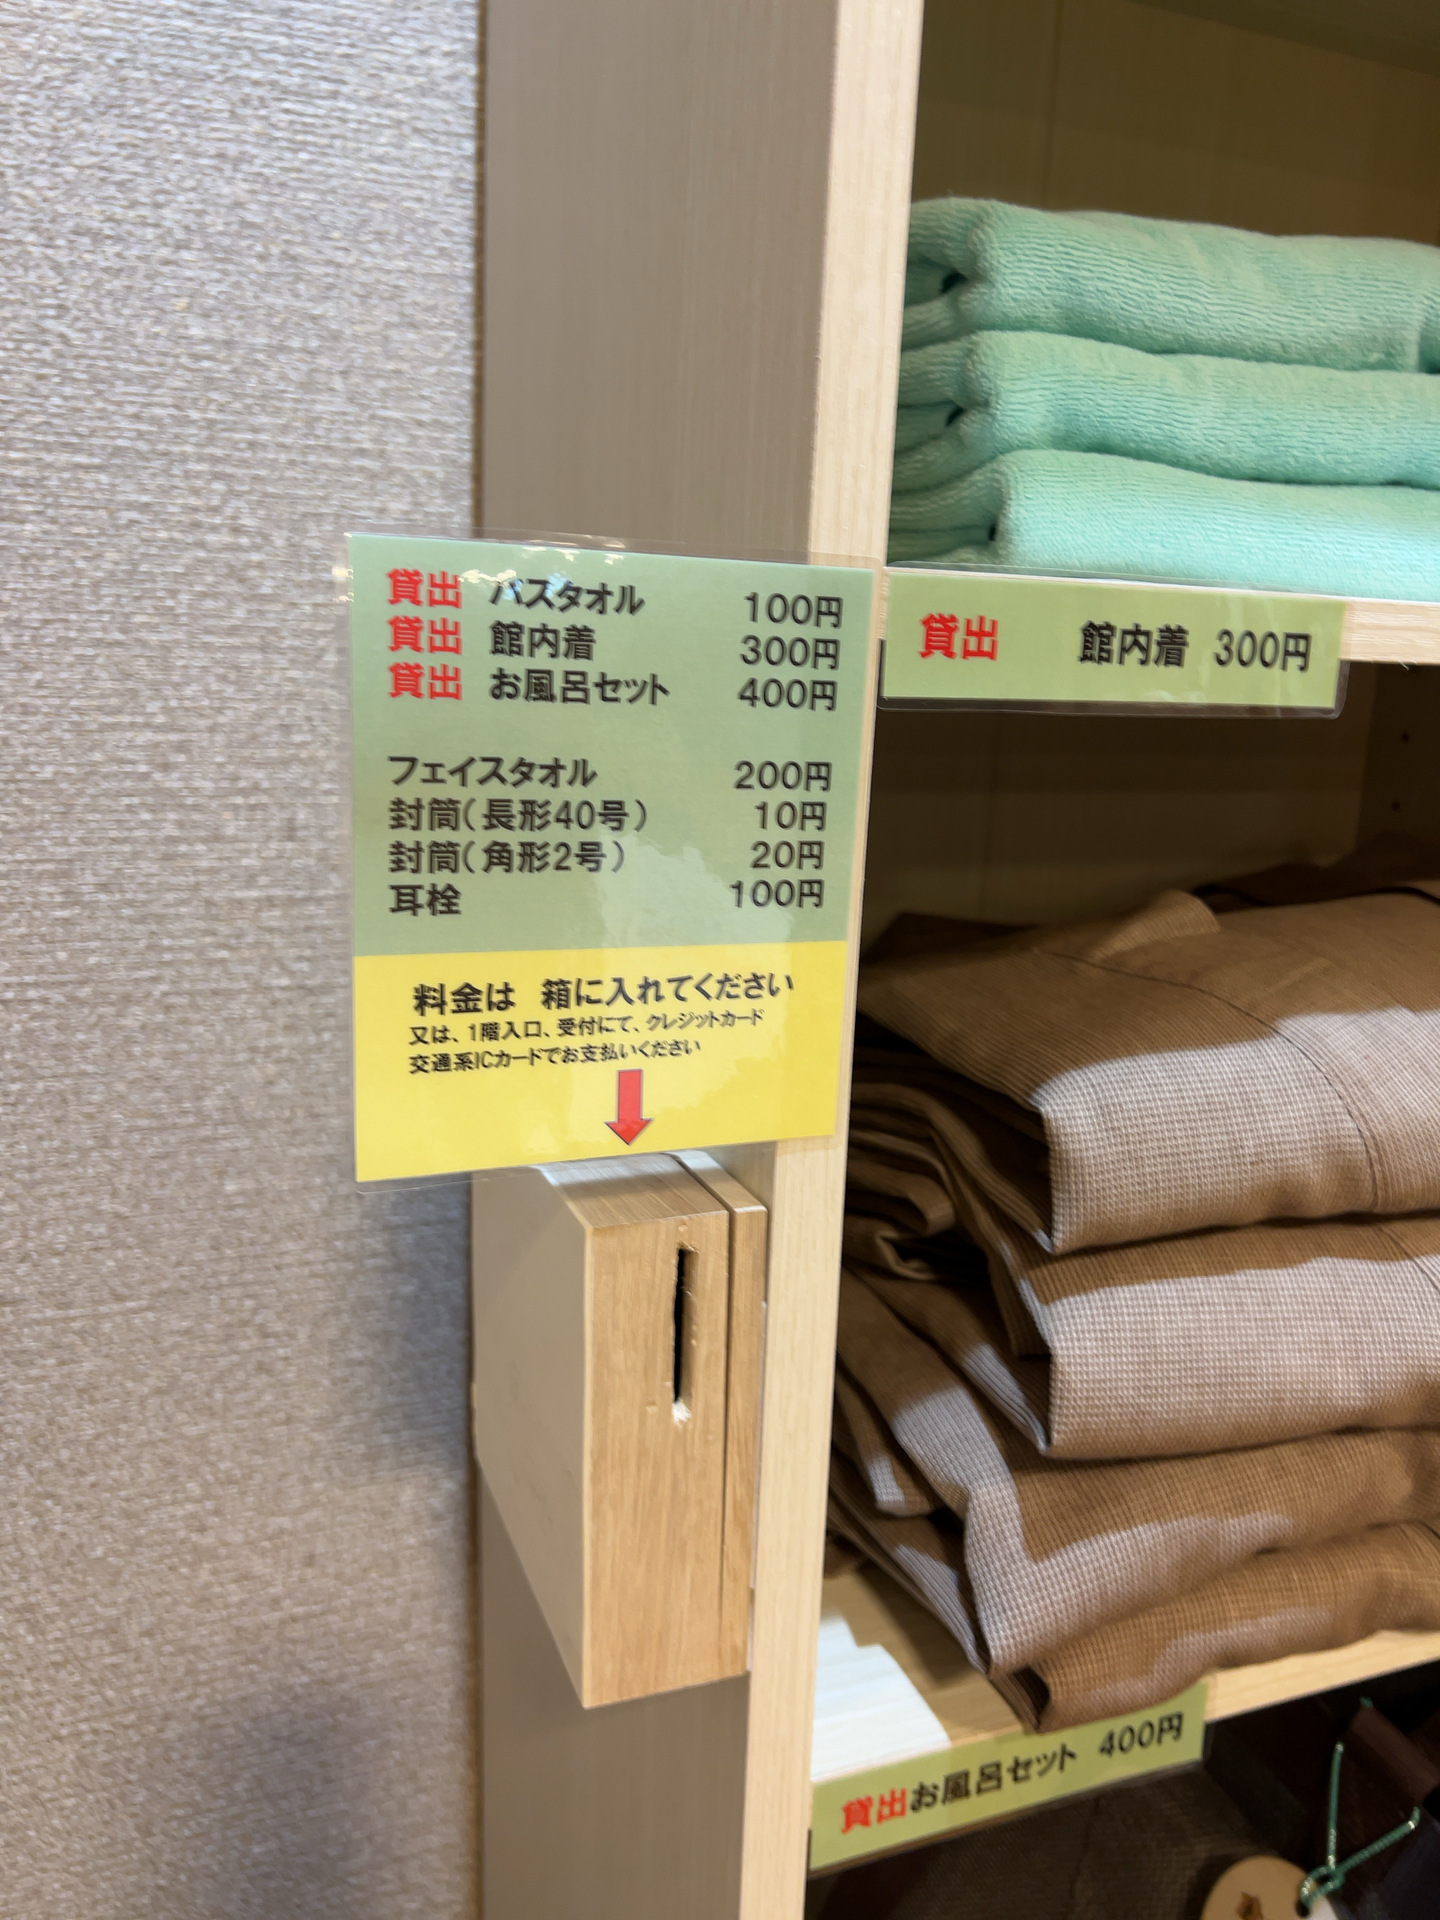 貸出 バスタオル 100円
貸出 館内着 300円
貸出 お風呂セット 400円
フェイスタオル 200円
封筒(長形40号) 10円
封筒(角形2号) 20円
耳栓 100円
料金は 箱に入れてください
又は、1階入口、受付にて、クレジットカード
交通系ICカードでお支払いください
貸出 館内着 300円
貸出お風呂セット 400円